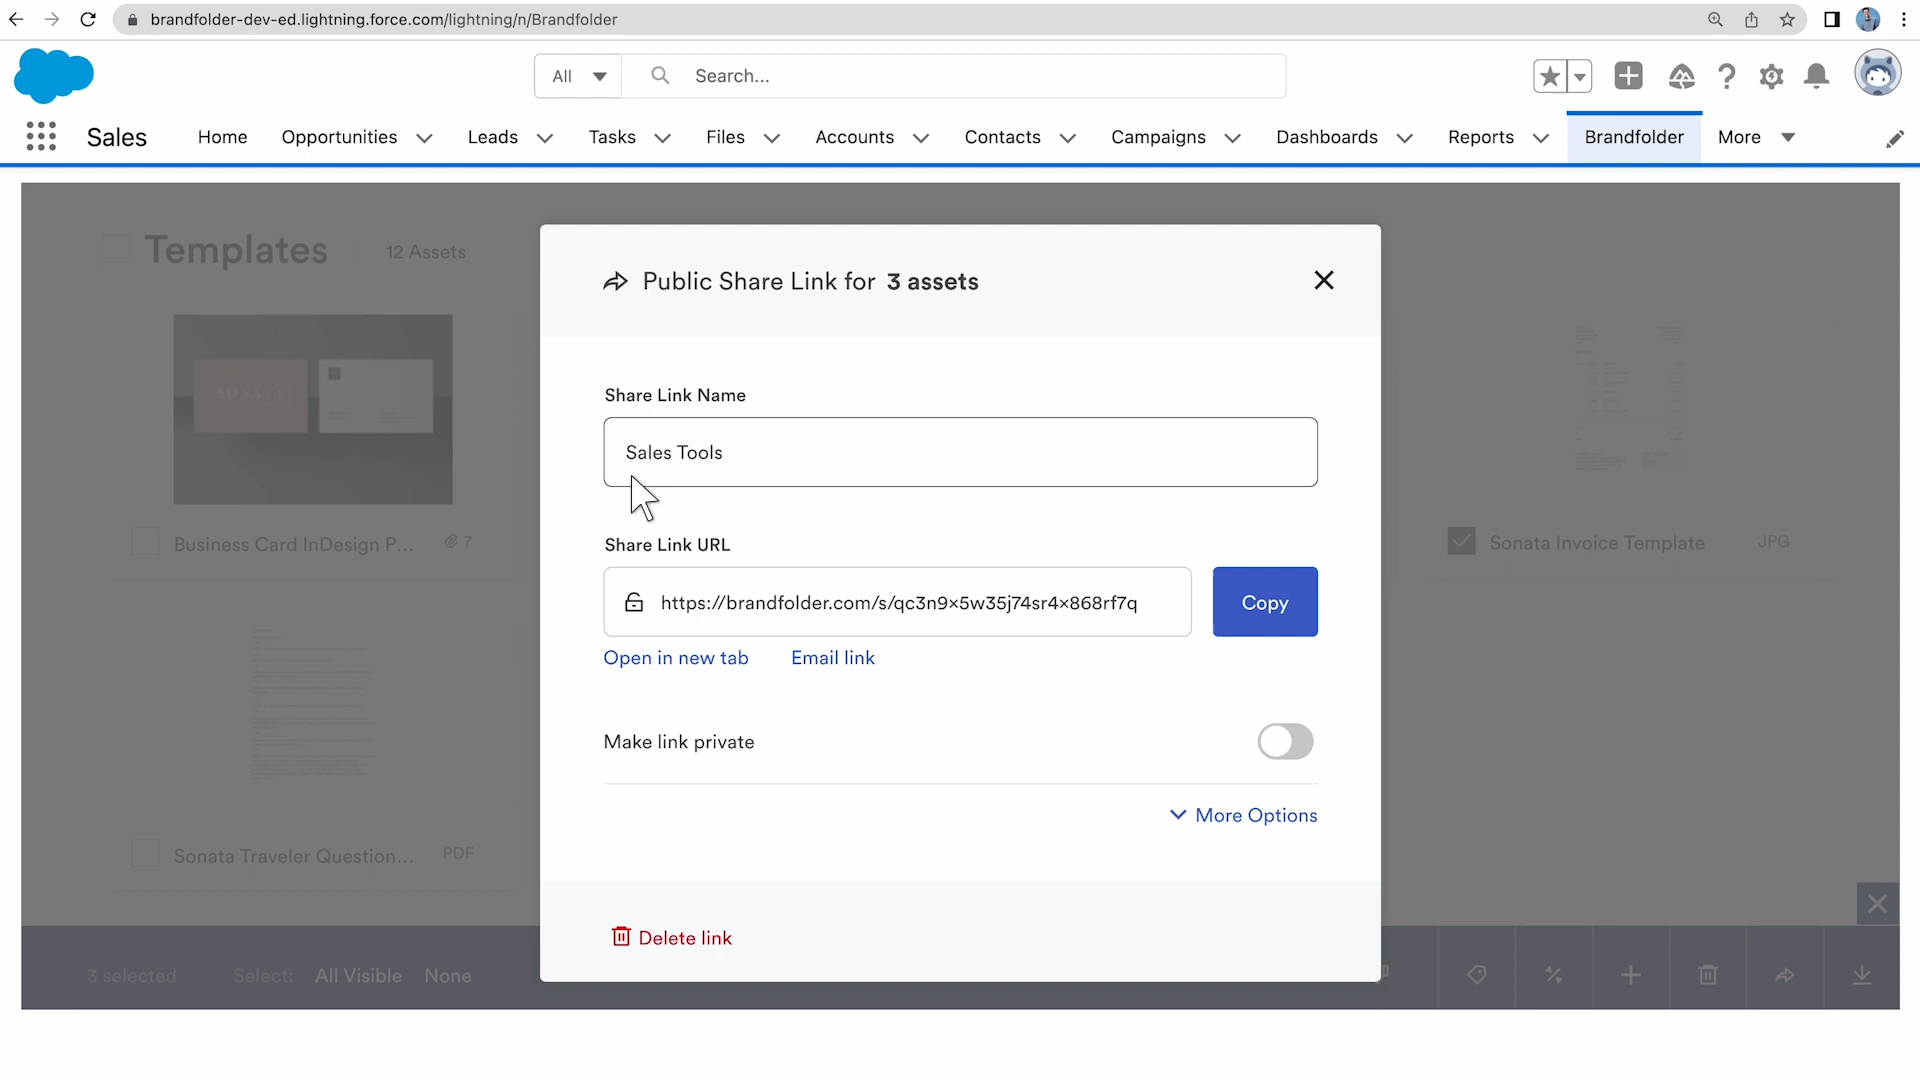 brandfolder-dev-ed.lightning.force.com/lightning/n/Brandfolder
All Search...
Sales Home Opportunities Leads Tasks Files Accounts Contacts Campaigns Dashboards Reports Brandfolder More
Templates 12 Assets
Public Share Link for 3 assets
SONATA
Share Link Name
Sales Tools
Business Card InDesign P... 7
Sonata Invoice Template JPG
Share Link URL
https://brandfolder.com/s/qc3n9x5w35j74sr4x868rf7q
Copy
Open in new tab Email link
Make link private
More Options
Sonata Traveler Question... PDF
Delete link
3 selected Select: All Visible None